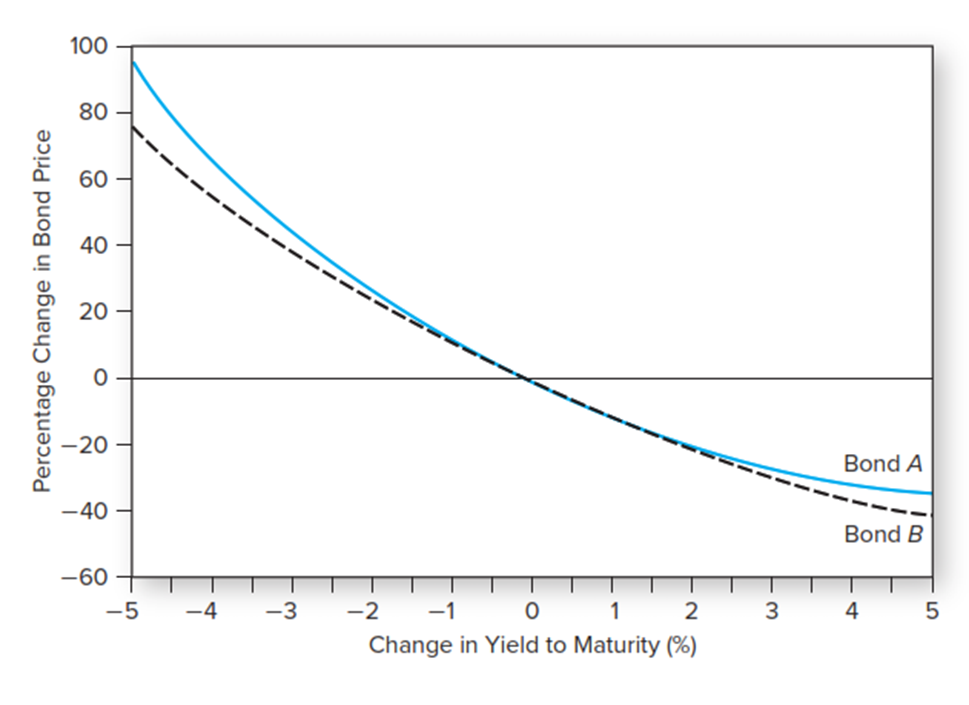 Percentage Change in Bond Price
100
80
60
40
20
0
−20
−40
−60
Bond A
Bond B
−5 −4 −3 −2 −1 0 1 2 3 4 5
Change in Yield to Maturity (%)